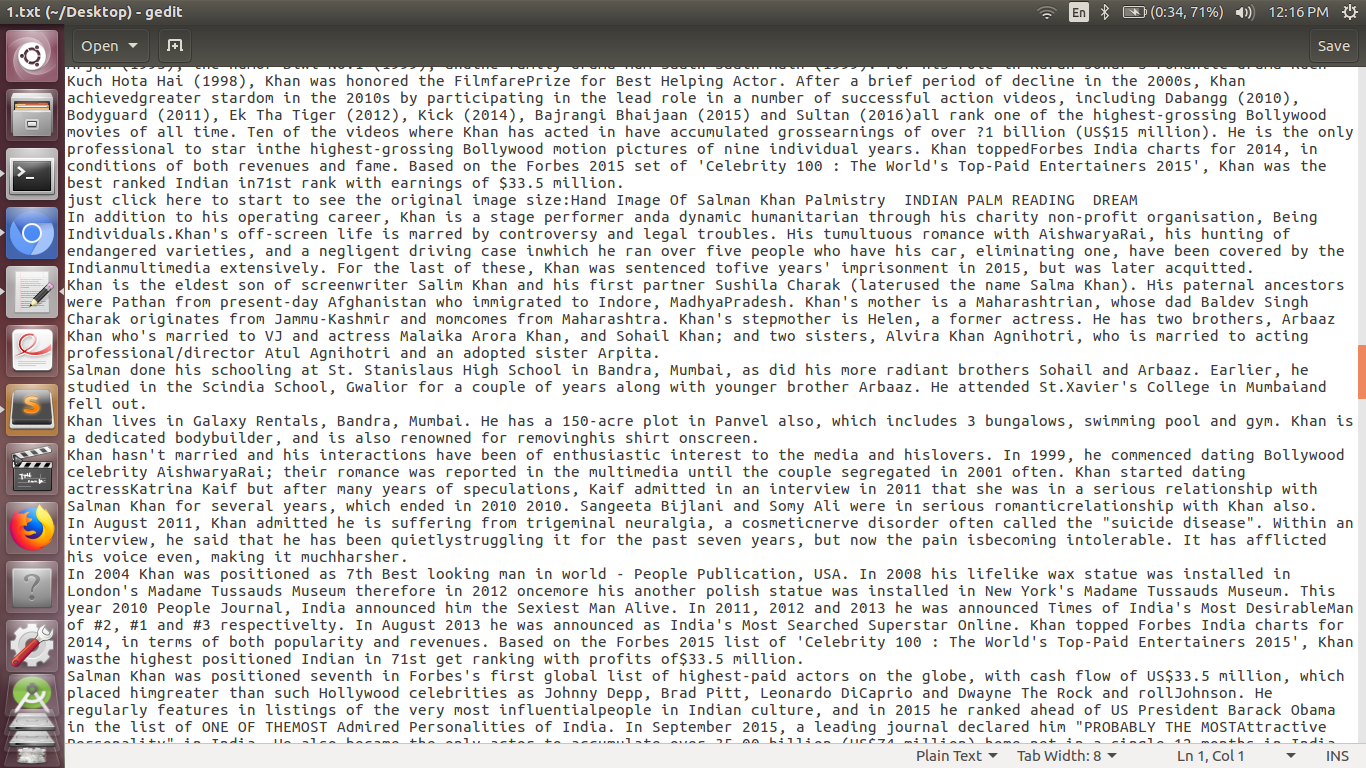 1.txt (~/Desktop) - gedit
En (0:34, 71%) 12:16 PM
Open Save
Kuch Hota Hai (1998), Khan was honored the FilmfarePrize for Best Helping Actor. After a brief period of decline in the 2000s, Khan
achievedgreater stardom in the 2010s by participating in the lead role in a number of successful action videos, including Dabangg (2010),
Bodyguard (2011), Ek Tha Tiger (2012), Kick (2014), Bajrangi Bhaijaan (2015) and Sultan (2016)all rank one of the highest-grossing Bollywood
movies of all time. Ten of the videos where Khan has acted in have accumulated grossearnings of over ?1 billion (US$15 million). He is the only
professional to star inthe highest-grossing Bollywood motion pictures of nine individual years. Khan toppedForbes India charts for 2014, in
conditions of both revenues and fame. Based on the Forbes 2015 set of 'Celebrity 100 : The World's Top-Paid Entertainers 2015', Khan was the
best ranked Indian in71st rank with earnings of $33.5 million.
just click here to start to see the original image size:Hand Image Of Salman Khan Palmistry  INDIAN PALM READING  DREAM
In addition to his operating career, Khan is a stage performer anda dynamic humanitarian through his charity non-profit organisation, Being
Individuals.Khan's off-screen life is marred by controversy and legal troubles. His tumultuous romance with AishwaryaRai, his hunting of
endangered varieties, and a negligent driving case inwhich he ran over five people who have his car, eliminating one, have been covered by the
Indianmultimedia extensively. For the last of these, Khan was sentenced tofive years' imprisonment in 2015, but was later acquitted.
Khan is the eldest son of screenwriter Salim Khan and his first partner Sushila Charak (laterused the name Salma Khan). His paternal ancestors
were Pathan from present-day Afghanistan who immigrated to Indore, MadhyaPradesh. Khan's mother is a Maharashtrian, whose dad Baldev Singh
Charak originates from Jammu-Kashmir and momcomes from Maharashtra. Khan's stepmother is Helen, a former actress. He has two brothers, Arbaaz
Khan who's married to VJ and actress Malaika Arora Khan, and Sohail Khan; and two sisters, Alvira Khan Agnihotri, who is married to acting
professional/director Atul Agnihotri and an adopted sister Arpita.
Salman done his schooling at St. Stanislaus High School in Bandra, Mumbai, as did his more radiant brothers Sohail and Arbaaz. Earlier, he
studied in the Scindia School, Gwalior for a couple of years along with younger brother Arbaaz. He attended St.Xavier's College in Mumbaiand
fell out.
Khan lives in Galaxy Rentals, Bandra, Mumbai. He has a 150-acre plot in Panvel also, which includes 3 bungalows, swimming pool and gym. Khan is
a dedicated bodybuilder, and is also renowned for removinghis shirt onscreen.
Khan hasn't married and his interactions have been of enthusiastic interest to the media and hislovers. In 1999, he commenced dating Bollywood
celebrity AishwaryaRai; their romance was reported in the multimedia until the couple segregated in 2001 often. Khan started dating
actressKatrina Kaif but after many years of speculations, Kaif admitted in an interview in 2011 that she was in a serious relationship with
Salman Khan for several years, which ended in 2010 2010. Sangeeta Bijlani and Somy Ali were in serious romanticrelationship with Khan also.
In August 2011, Khan admitted he is suffering from trigeminal neuralgia, a cosmeticnerve disorder often called the "suicide disease". Within an
interview, he said that he has been quietlystruggling it for the past seven years, but now the pain isbecoming intolerable. It has afflicted
his voice even, making it muchharsher.
In 2004 Khan was positioned as 7th Best looking man in world - People Publication, USA. In 2008 his lifelike wax statue was installed in
London's Madame Tussauds Museum therefore in 2012 oncemore his another polish statue was installed in New York's Madame Tussauds Museum. This
year 2010 People Journal, India announced him the Sexiest Man Alive. In 2011, 2012 and 2013 he was announced Times of India's Most DesirableMan
of #2, #1 and #3 respectivelty. In August 2013 he was announced as India's Most Searched Superstar Online. Khan topped Forbes India charts for
2014, in terms of both popularity and revenues. Based on the Forbes 2015 list of 'Celebrity 100 : The World's Top-Paid Entertainers 2015', Khan
wasthe highest positioned Indian in 71st get ranking with profits of$33.5 million.
Salman Khan was positioned seventh in Forbes's first global list of highest-paid actors on the globe, with cash flow of US$33.5 million, which
placed himgreater than such Hollywood celebrities as Johnny Depp, Brad Pitt, Leonardo DiCaprio and Dwayne The Rock and rollJohnson. He
regularly features in listings of the very most influentialpeople in Indian culture, and in 2015 he ranked ahead of US President Barack Obama
in the list of ONE OF THEMOST Admired Personalities of India. In September 2015, a leading journal declared him "PROBABLY THE MOSTAttractive
Plain Text Tab Width: 8 Ln 1, Col 1 INS